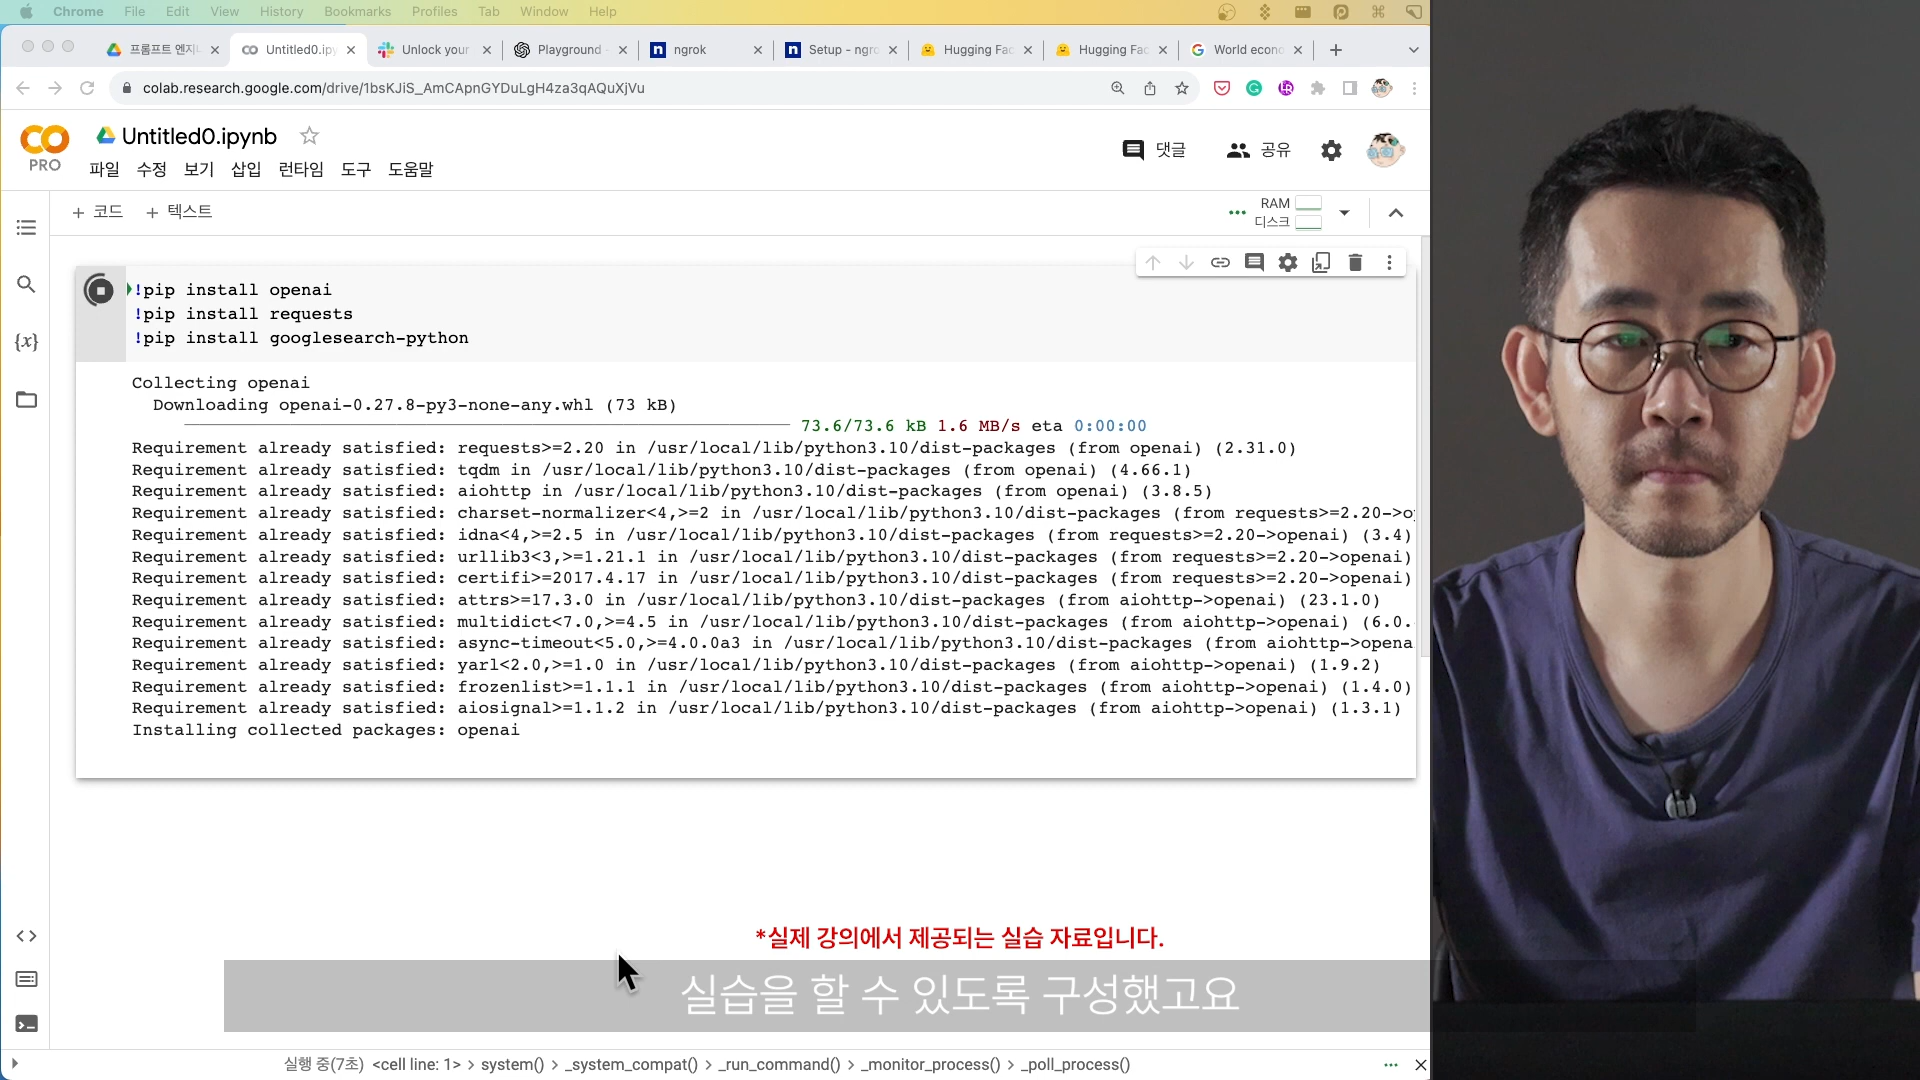 Chrome File Edit View History Bookmarks Profiles Tab Window Help
프롬프트 엔지 Untitled0.ipy Unlock your Playground - ngrok Setup - ngro Hugging Fac Hugging Fac World econo
colab.research.google.com/drive/1bsKJiS_AmCApnGYDuLgH4za3qAQuXjVu
PRO
Untitled0.ipynb
댓글 공유
파일 수정 보기 삽입 런타임 도구 도움말
+ 코드 + 텍스트
RAM
디스크
!pip install openai
!pip install requests
!pip install googlesearch-python
Collecting openai
Downloading openai-0.27.8-py3-none-any.whl (73 kB)
73.6/73.6 kB 1.6 MB/s eta 0:00:00
Requirement already satisfied: requests>=2.20 in /usr/local/lib/python3.10/dist-packages (from openai) (2.31.0)
Requirement already satisfied: tqdm in /usr/local/lib/python3.10/dist-packages (from openai) (4.66.1)
Requirement already satisfied: aiohttp in /usr/local/lib/python3.10/dist-packages (from openai) (3.8.5)
Requirement already satisfied: charset-normalizer<4,>=2 in /usr/local/lib/python3.10/dist-packages (from requests>=2.20->o
Requirement already satisfied: idna<4,>=2.5 in /usr/local/lib/python3.10/dist-packages (from requests>=2.20->openai) (3.4)
Requirement already satisfied: urllib3<3,>=1.21.1 in /usr/local/lib/python3.10/dist-packages (from requests>=2.20->openai)
Requirement already satisfied: certifi>=2017.4.17 in /usr/local/lib/python3.10/dist-packages (from requests>=2.20->openai)
Requirement already satisfied: attrs>=17.3.0 in /usr/local/lib/python3.10/dist-packages (from aiohttp->openai) (23.1.0)
Requirement already satisfied: multidict<7.0,>=4.5 in /usr/local/lib/python3.10/dist-packages (from aiohttp->openai) (6.0.
Requirement already satisfied: async-timeout<5.0,>=4.0.0a3 in /usr/local/lib/python3.10/dist-packages (from aiohttp->opena
Requirement already satisfied: yarl<2.0,>=1.0 in /usr/local/lib/python3.10/dist-packages (from aiohttp->openai) (1.9.2)
Requirement already satisfied: frozenlist>=1.1.1 in /usr/local/lib/python3.10/dist-packages (from aiohttp->openai) (1.4.0)
Requirement already satisfied: aiosignal>=1.1.2 in /usr/local/lib/python3.10/dist-packages (from aiohttp->openai) (1.3.1)
Installing collected packages: openai
*실제 강의에서 제공되는 실습 자료입니다.
실습을 할 수 있도록 구성했고요
실행 중(7초) <cell line: 1> > system() > _system_compat() > _run_command() > _monitor_process() > _poll_process()